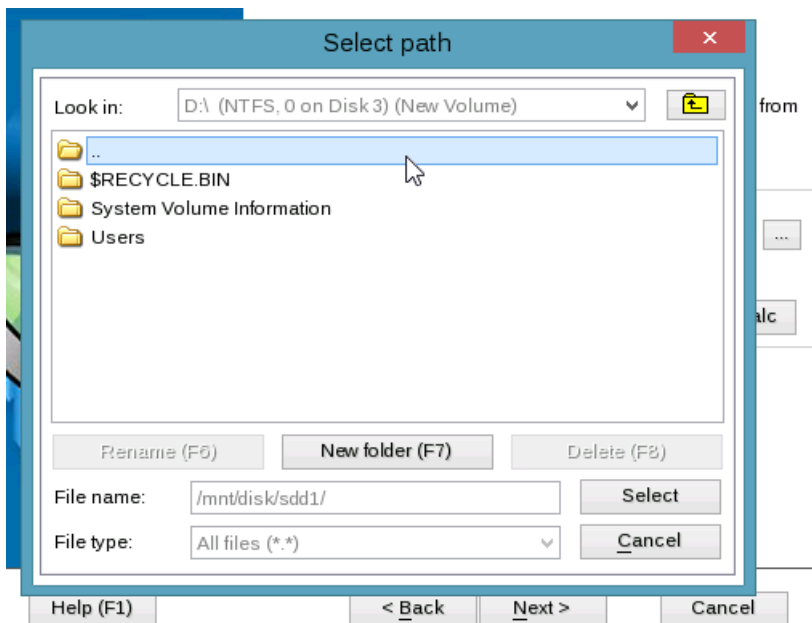 Select path
Look in:
D:\ (NTFS, 0 on Disk 3) (New Volume)
from
..
$RECYCLE.BIN
System Volume Information
Users
...
alc
Rename (F6)
New folder (F7)
Delete (F8)
File name:
/mnt/disk/sdd1/
Select
File type:
All files (*.*)
Cancel
Help (F1)
< Back
Next >
Cancel